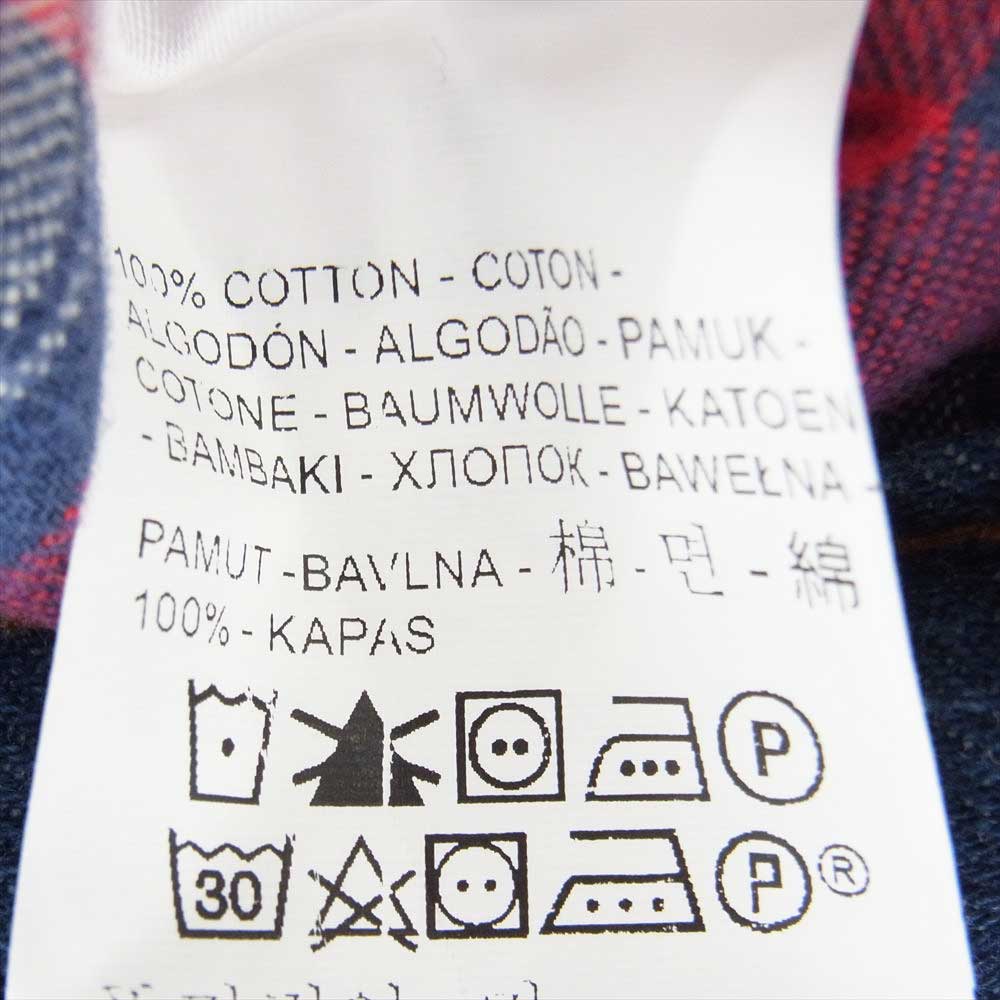 100% COTTON - COTON -
ALGODÓN - ALGODÃO - PAMUK -
COTONE - BAUMWOLLE - KATOEN
- BAMBAKI - ХЛОПОК - BAWEŁNA -
PAMUT - BAVLNA - 棉 - 면 - 綿
100% - KAPAS
P
30 P ®